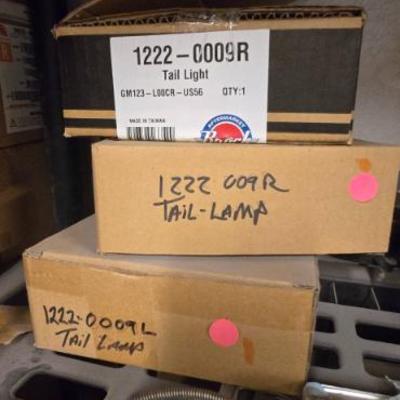 1222-0009R
Tail Light
GM123-L00CR-US56 QTY:1
MADE IN TAIWAN
AFTERMARKET
1222 009R
TAIL-LAMP
1222-0009L
TAIL LAMP